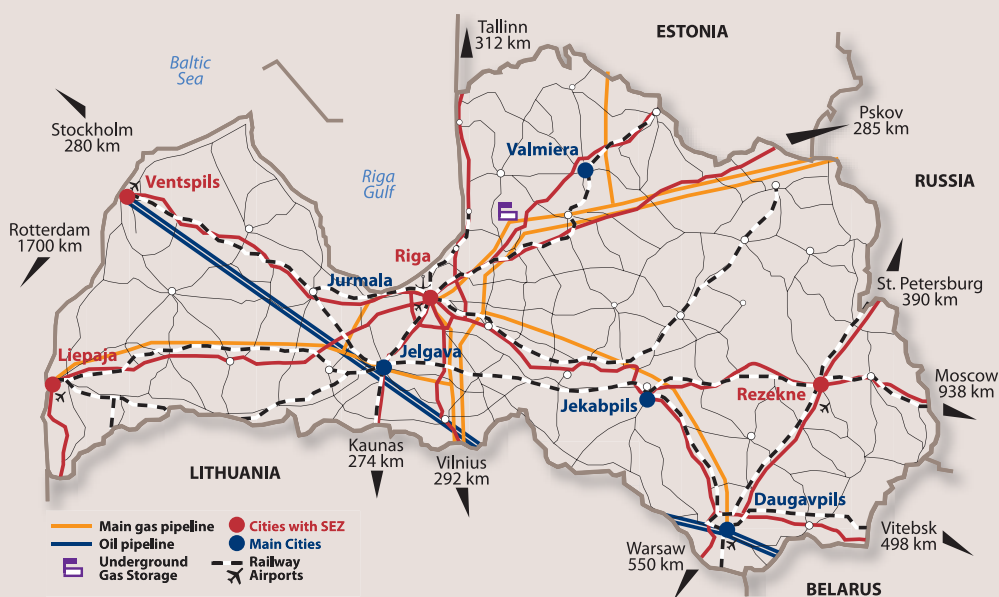 Tallinn
312 km
ESTONIA
Baltic
Sea
Stockholm
280 km
Pskov
285 km
Valmiera
Ventspils
Riga
Gulf
RUSSIA
Rotterdam
1700 km
Riga
Jurmala
St. Petersburg
390 km
Liepaja
Jelgava
Moscow
938 km
Jekabpils
Rezekne
Kaunas
274 km
Vilnius
292 km
LITHUANIA
Daugavpils
Vitebsk
498 km
Warsaw
550 km
BELARUS
Main gas pipeline
Cities with SEZ
Oil pipeline
Main Cities
Underground
Gas Storage
Railway
Airports